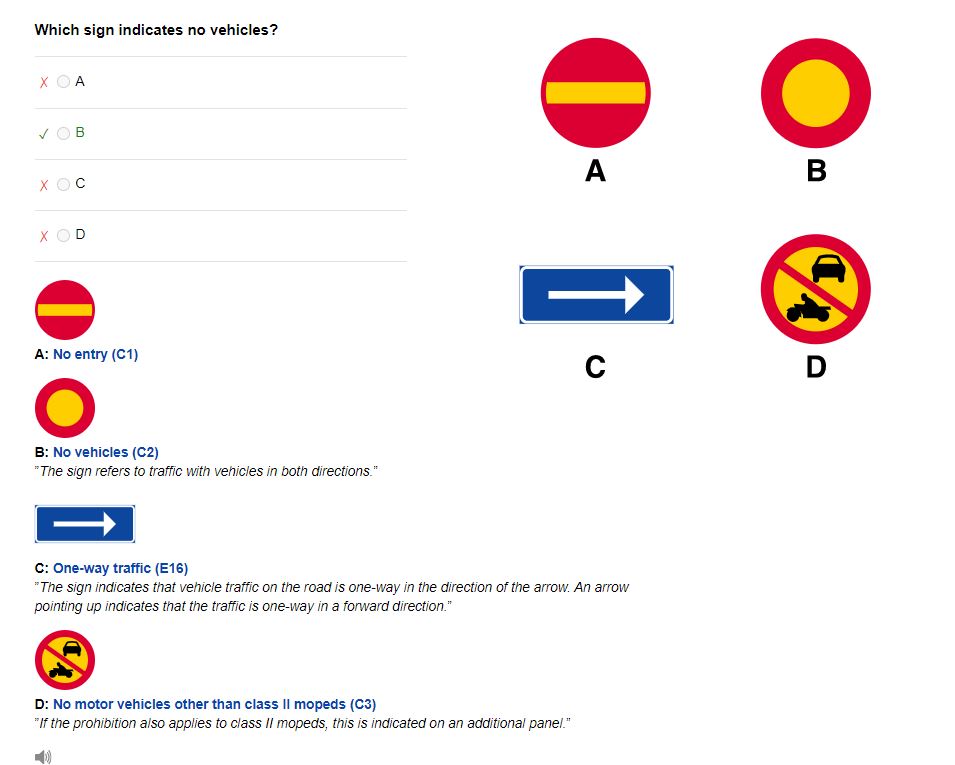 Which sign indicates no vehicles?
A
B
C
D
A
B
C
D
A: No entry (C1)
B: No vehicles (C2)
"The sign refers to traffic with vehicles in both directions."
C: One-way traffic (E16)
"The sign indicates that vehicle traffic on the road is one-way in the direction of the arrow. An arrow
pointing up indicates that the traffic is one-way in a forward direction."
D: No motor vehicles other than class II mopeds (C3)
"If the prohibition also applies to class II mopeds, this is indicated on an additional panel."